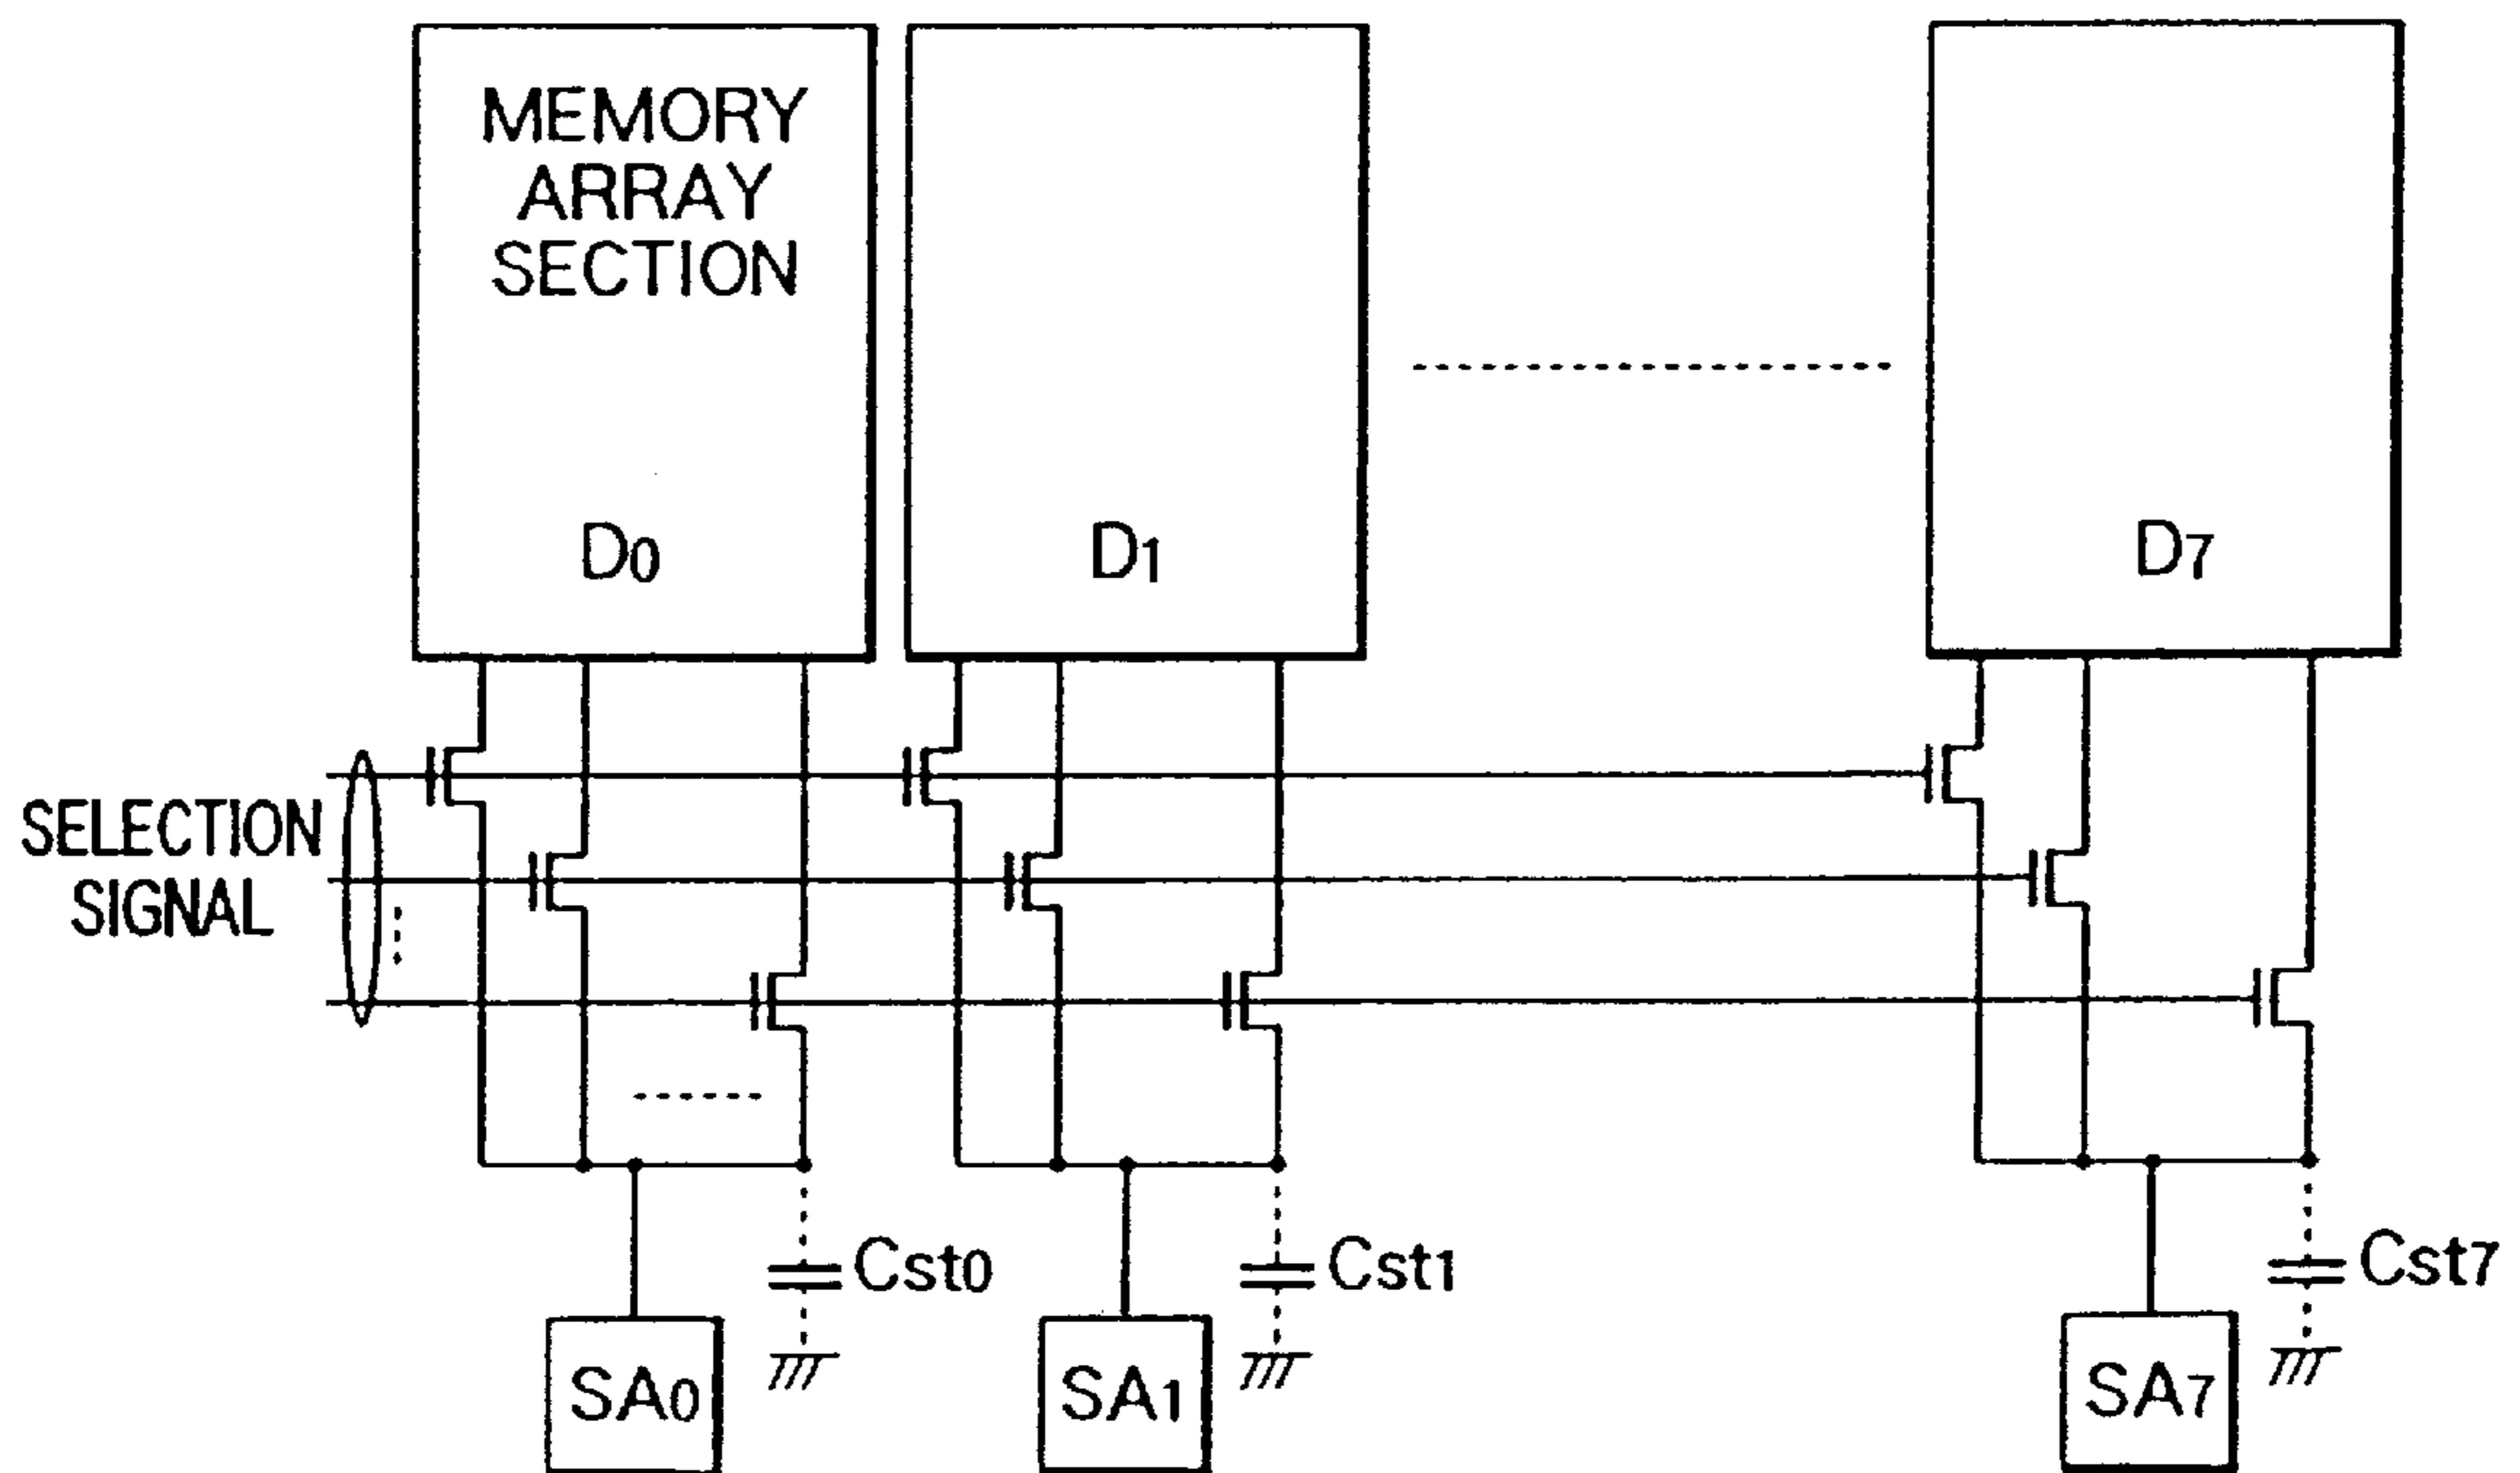 MEMORY
ARRAY
SECTION
D0
D1
D7
SELECTION
SIGNAL
Cst0
Cst1
Cst7
SA0
SA1
SA7